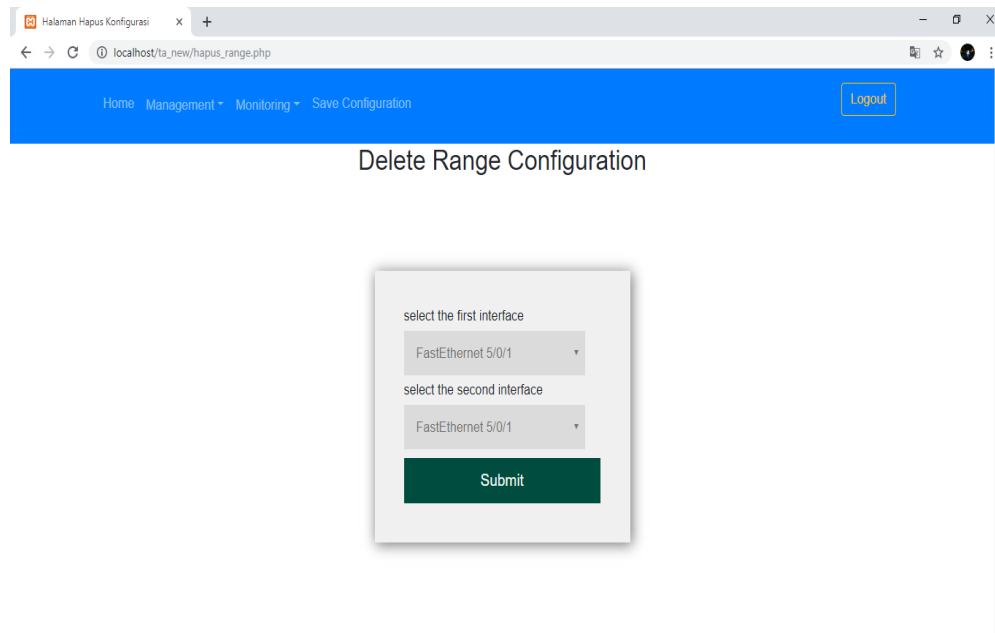 Halaman Hapus Konfigurasi
localhost/ta_new/hapus_range.php
Home Management Monitoring Save Configuration Logout
Delete Range Configuration
select the first interface
FastEthernet 5/0/1
select the second interface
FastEthernet 5/0/1
Submit